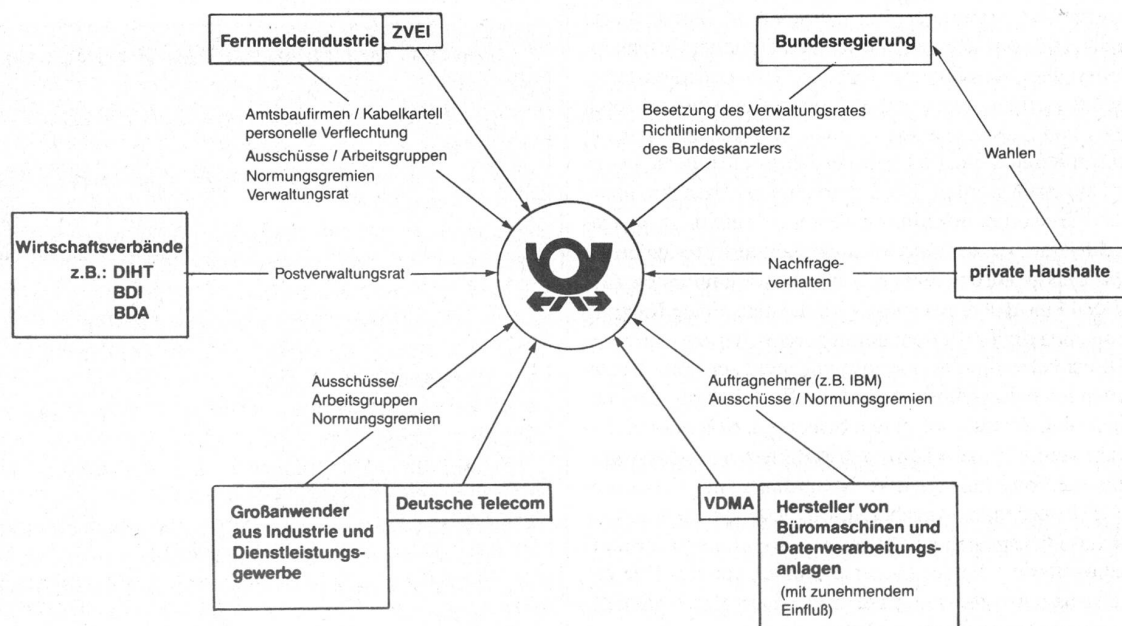 Fernmeldeindustrie
ZVEI
Bundesregierung
Amtsbaufirmen / Kabelkartell
personelle Verflechtung
Ausschüsse / Arbeitsgruppen
Normungsgremien
Verwaltungsrat
Besetzung des Verwaltungsrates
Richtlinienkompetenz
des Bundeskanzlers
Wahlen
Wirtschaftsverbände
z.B.: DIHT
BDI
BDA
Postverwaltungsrat
Nachfrage-
verhalten
private Haushalte
Ausschüsse/
Arbeitsgruppen
Normungsgremien
Auftragnehmer (z.B. IBM)
Ausschüsse / Normungsgremien
Großanwender
aus Industrie und
Dienstleistungs-
gewerbe
Deutsche Telecom
VDMA
Hersteller von
Büromaschinen und
Datenverarbeitungs-
anlagen
(mit zunehmendem
Einfluß)